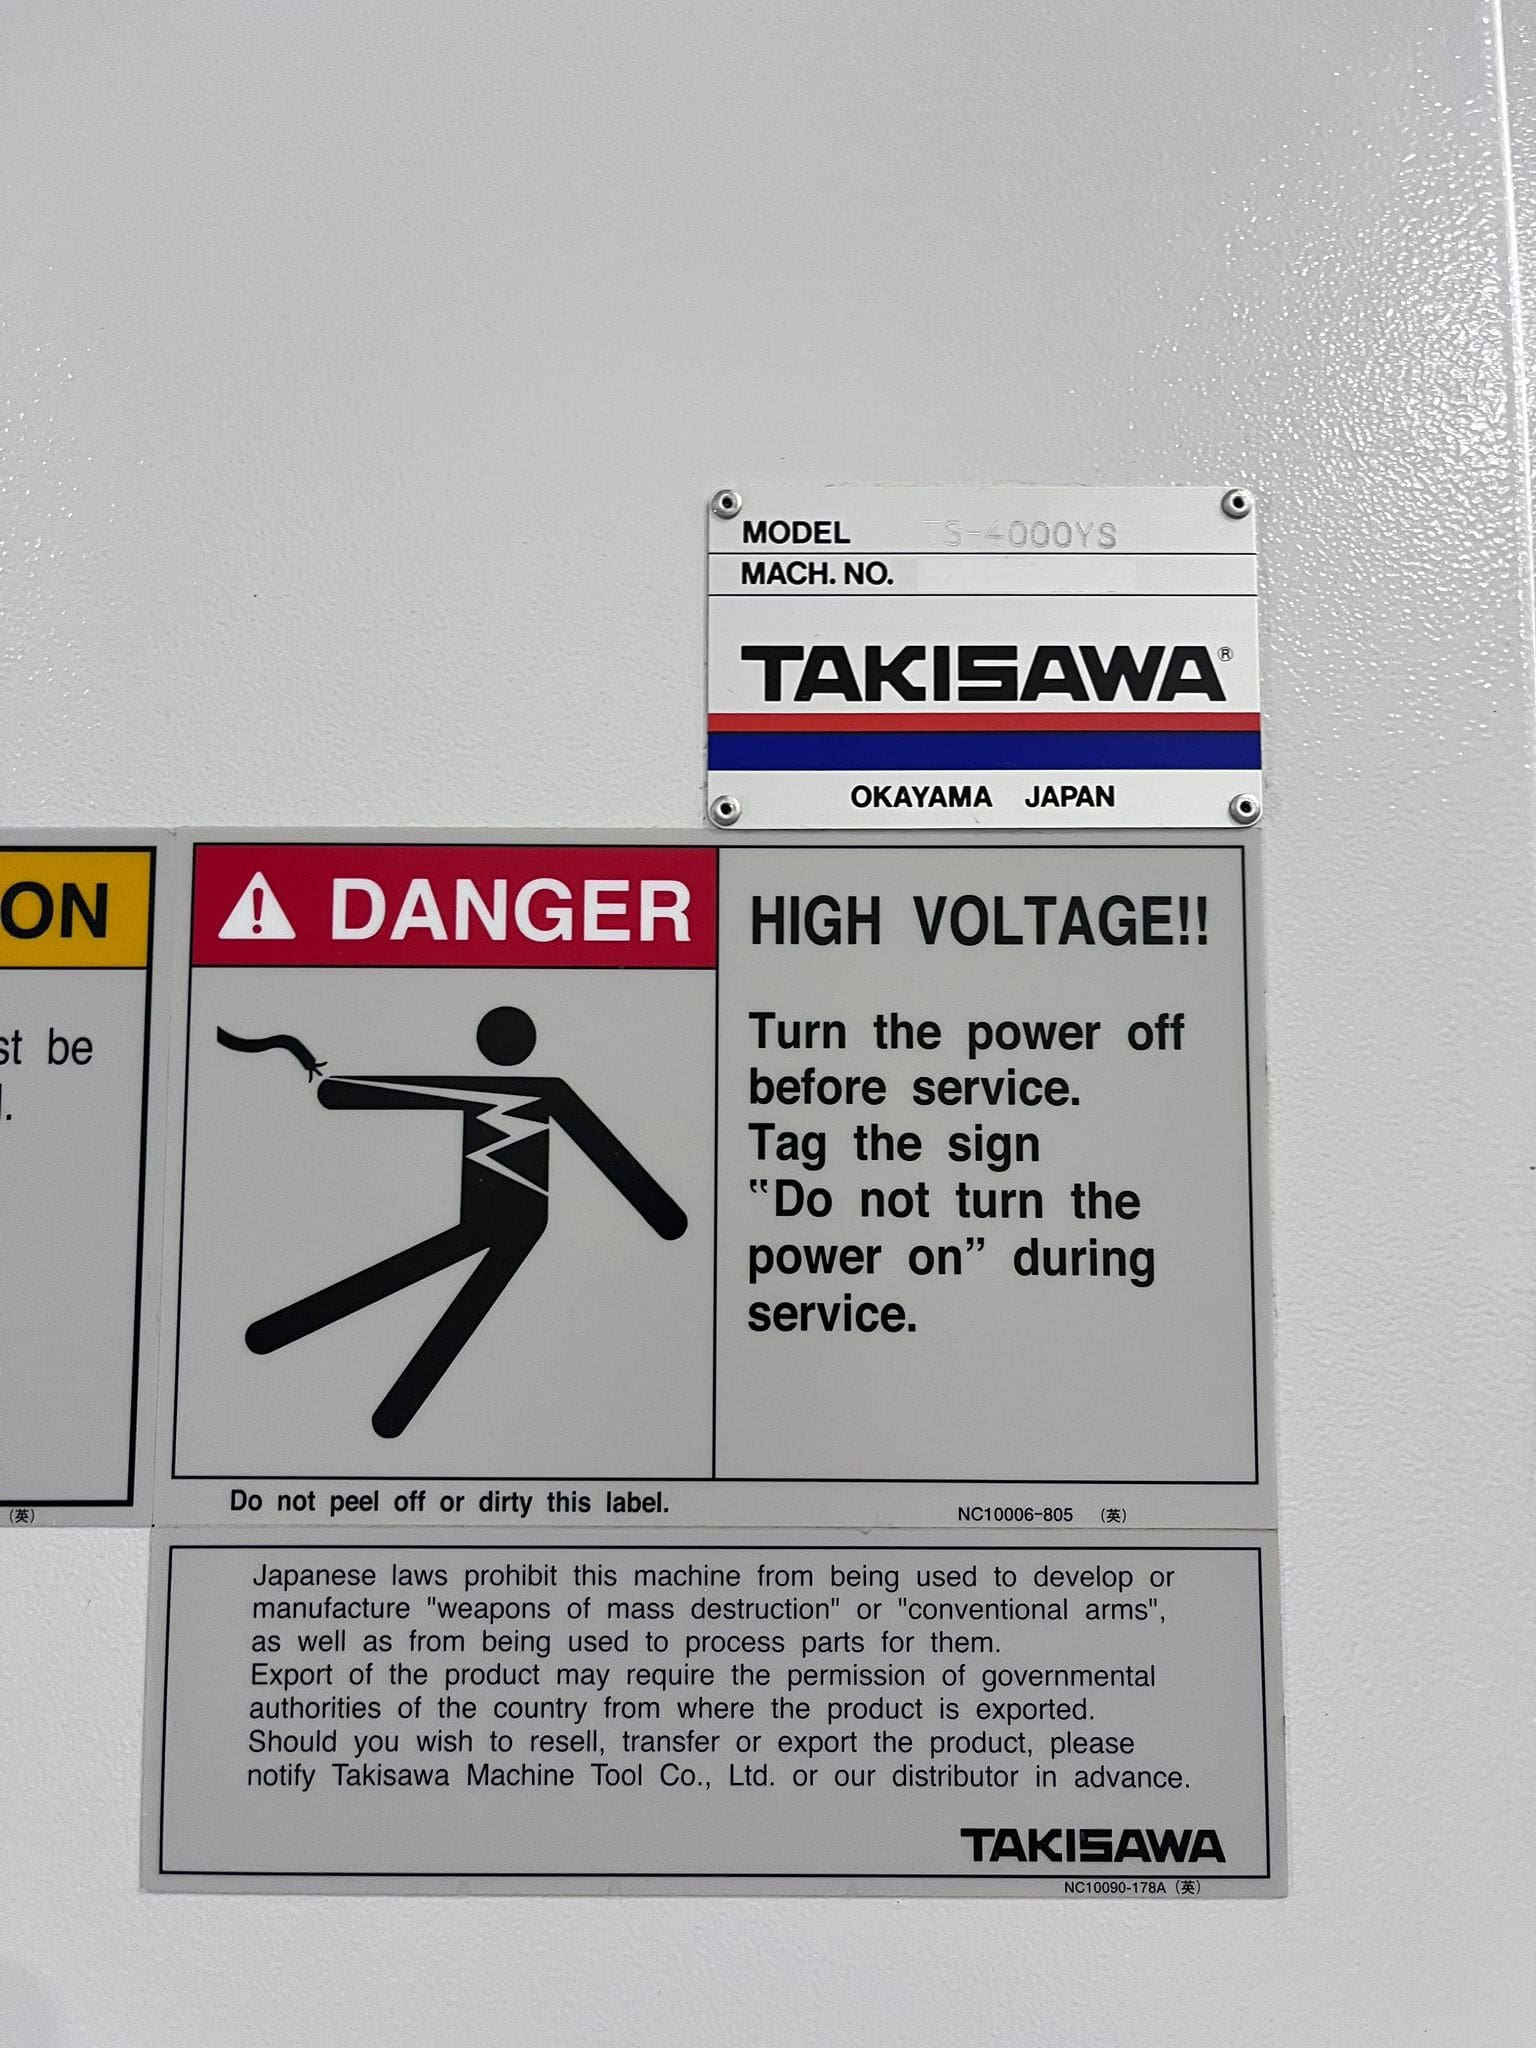 MODEL TS-4000YS
MACH. NO.
TAKISAWA®
OKAYAMA JAPAN
ON
st be
.
(英)
DANGER
HIGH VOLTAGE!!
Turn the power off
before service.
Tag the sign
“Do not turn the
power on” during
service.
Do not peel off or dirty this label.
NC10006-805 (英)
Japanese laws prohibit this machine from being used to develop or
manufacture "weapons of mass destruction" or "conventional arms",
as well as from being used to process parts for them.
Export of the product may require the permission of governmental
authorities of the country from where the product is exported.
Should you wish to resell, transfer or export the product, please
notify Takisawa Machine Tool Co., Ltd. or our distributor in advance.
TAKISAWA
NC10090-178A (英)